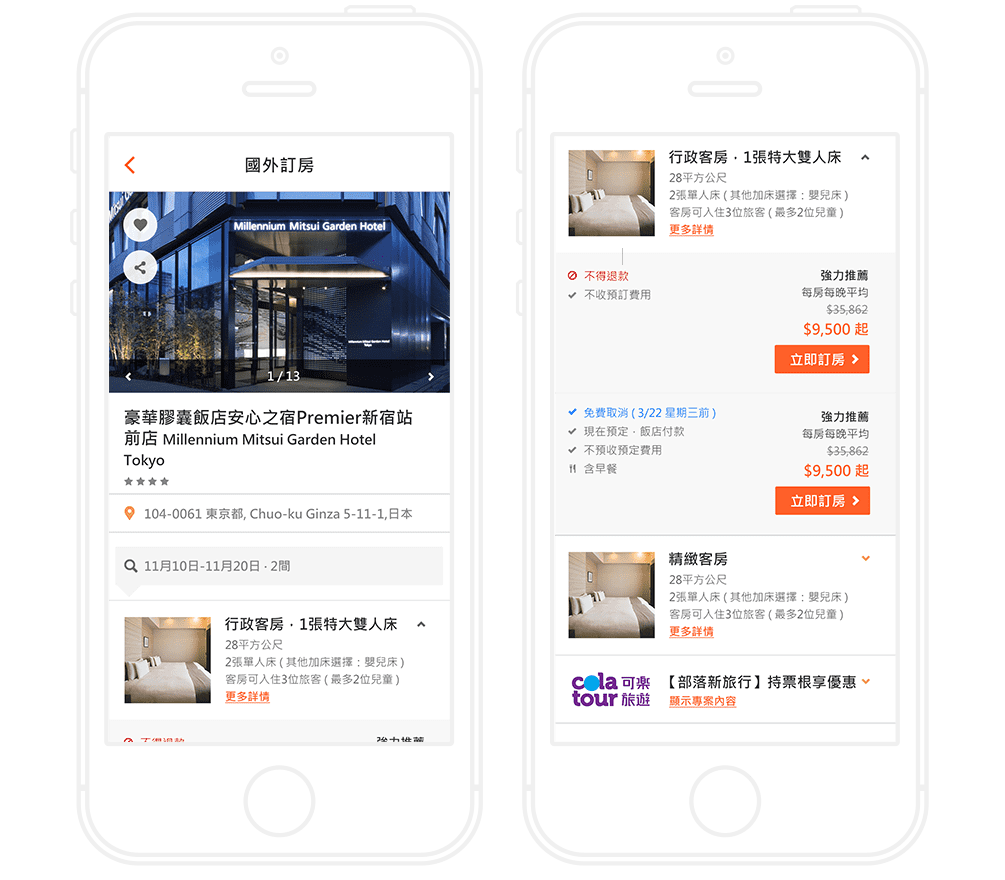 國外訂房
Millennium Mitsui Garden Hotel
Millennium Mitsui Garden Hotel
Tokyo
1 / 13
豪華膠囊飯店安心之宿Premier新宿站
前店 Millennium Mitsui Garden Hotel
Tokyo
104-0061 東京都, Chuo-ku Ginza 5-11-1,日本
11月10日-11月20日 · 2間
行政客房 · 1張特大雙人床
28平方公尺
2張單人床 ( 其他加床選擇：嬰兒床 )
客房可入住3位旅客 ( 最多2位兒童 )
更多詳情
不得退款
強力推薦
行政客房 · 1張特大雙人床
28平方公尺
2張單人床 ( 其他加床選擇：嬰兒床 )
客房可入住3位旅客 ( 最多2位兒童 )
更多詳情
不得退款
不收預訂費用
強力推薦
每房每晚平均
$35,862
$9,500 起
立即訂房
免費取消 ( 3/22 星期三前 )
現在預定 · 飯店付款
不預收預定費用
含早餐
強力推薦
每房每晚平均
$35,862
$9,500 起
立即訂房
精緻客房
28平方公尺
2張單人床 ( 其他加床選擇：嬰兒床 )
客房可入住3位旅客 ( 最多2位兒童 )
更多詳情
cola 可樂
tour 旅遊
【部落新旅行】持票根享優惠
顯示專案內容